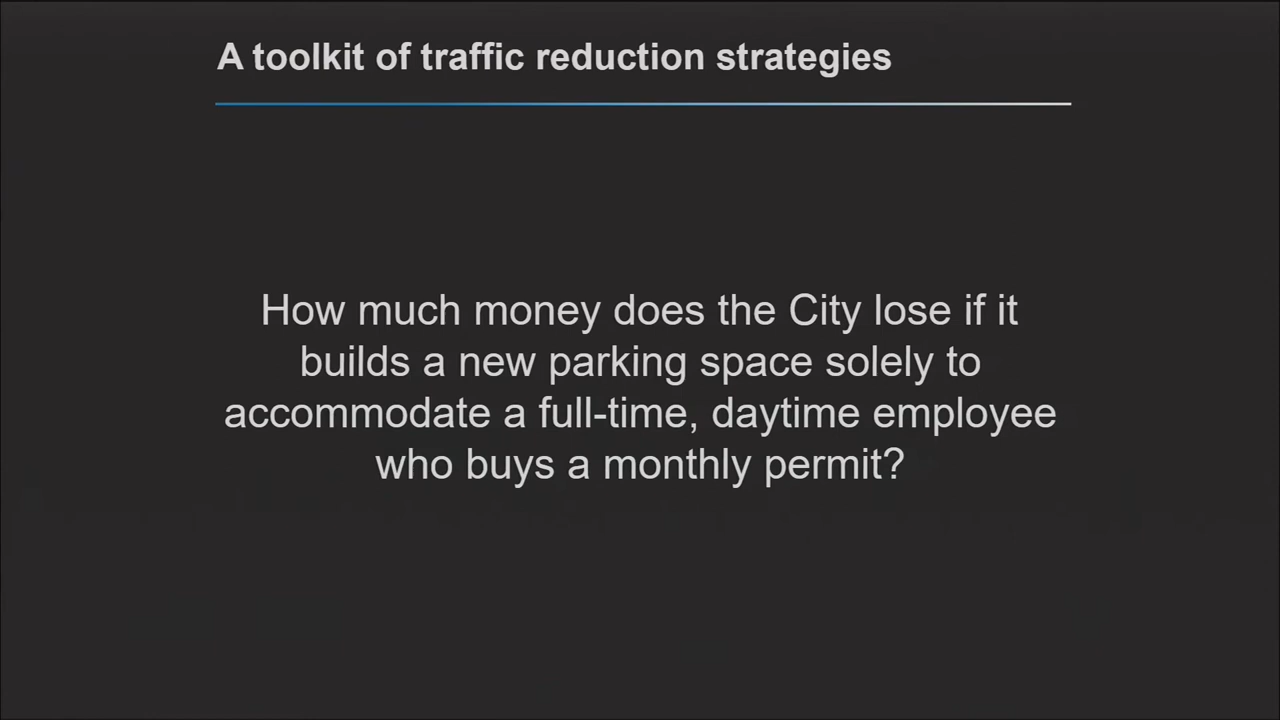 A toolkit of traffic reduction strategies
How much money does the City lose if it
builds a new parking space solely to
accommodate a full-time, daytime employee
who buys a monthly permit?